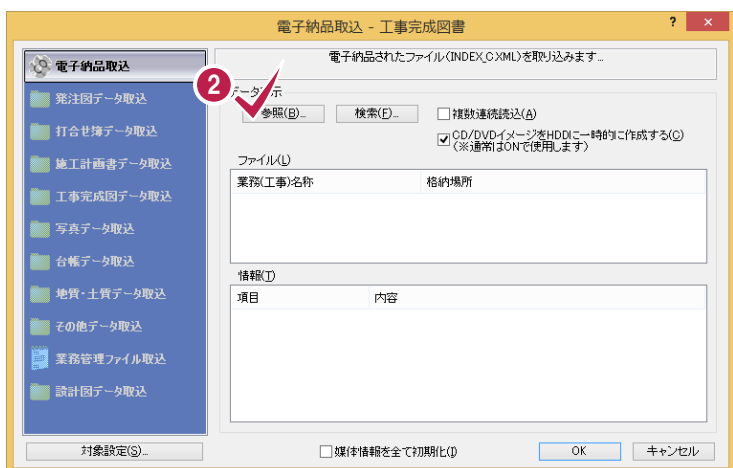 電子納品取込 - 工事完成図書
? ×
電子納品取込
発注図データ取込
打合せ簿データ取込
施工計画書データ取込
工事完成図データ取込
写真データ取込
台帳データ取込
地質・土質データ取込
その他データ取込
業務管理ファイル取込
設計図データ取込
対象設定(S)...
電子納品されたファイル(INDEX_C.XML)を取り込みます...
2
参照(B)...
検索(F)...
複数連続読込(A)
CD/DVDイメージをHDDに一時的に作成する(C)
(※通常はONで使用します)
ファイル(L)
業務(工事)名称 格納場所
情報(T)
項目 内容
媒体情報を全て初期化(I)
OK
キャンセル